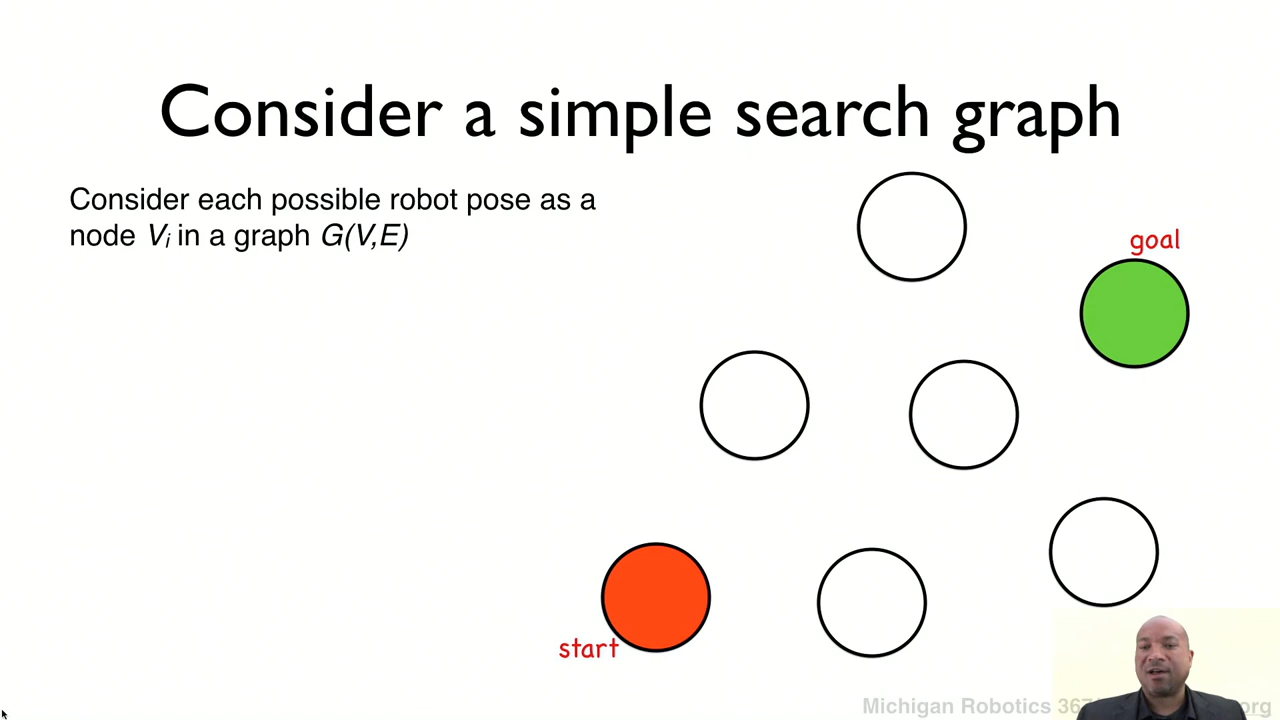 Consider a simple search graph
Consider each possible robot pose as a
node Vi in a graph G(V,E)
goal
start
Michigan Robotics 367
org